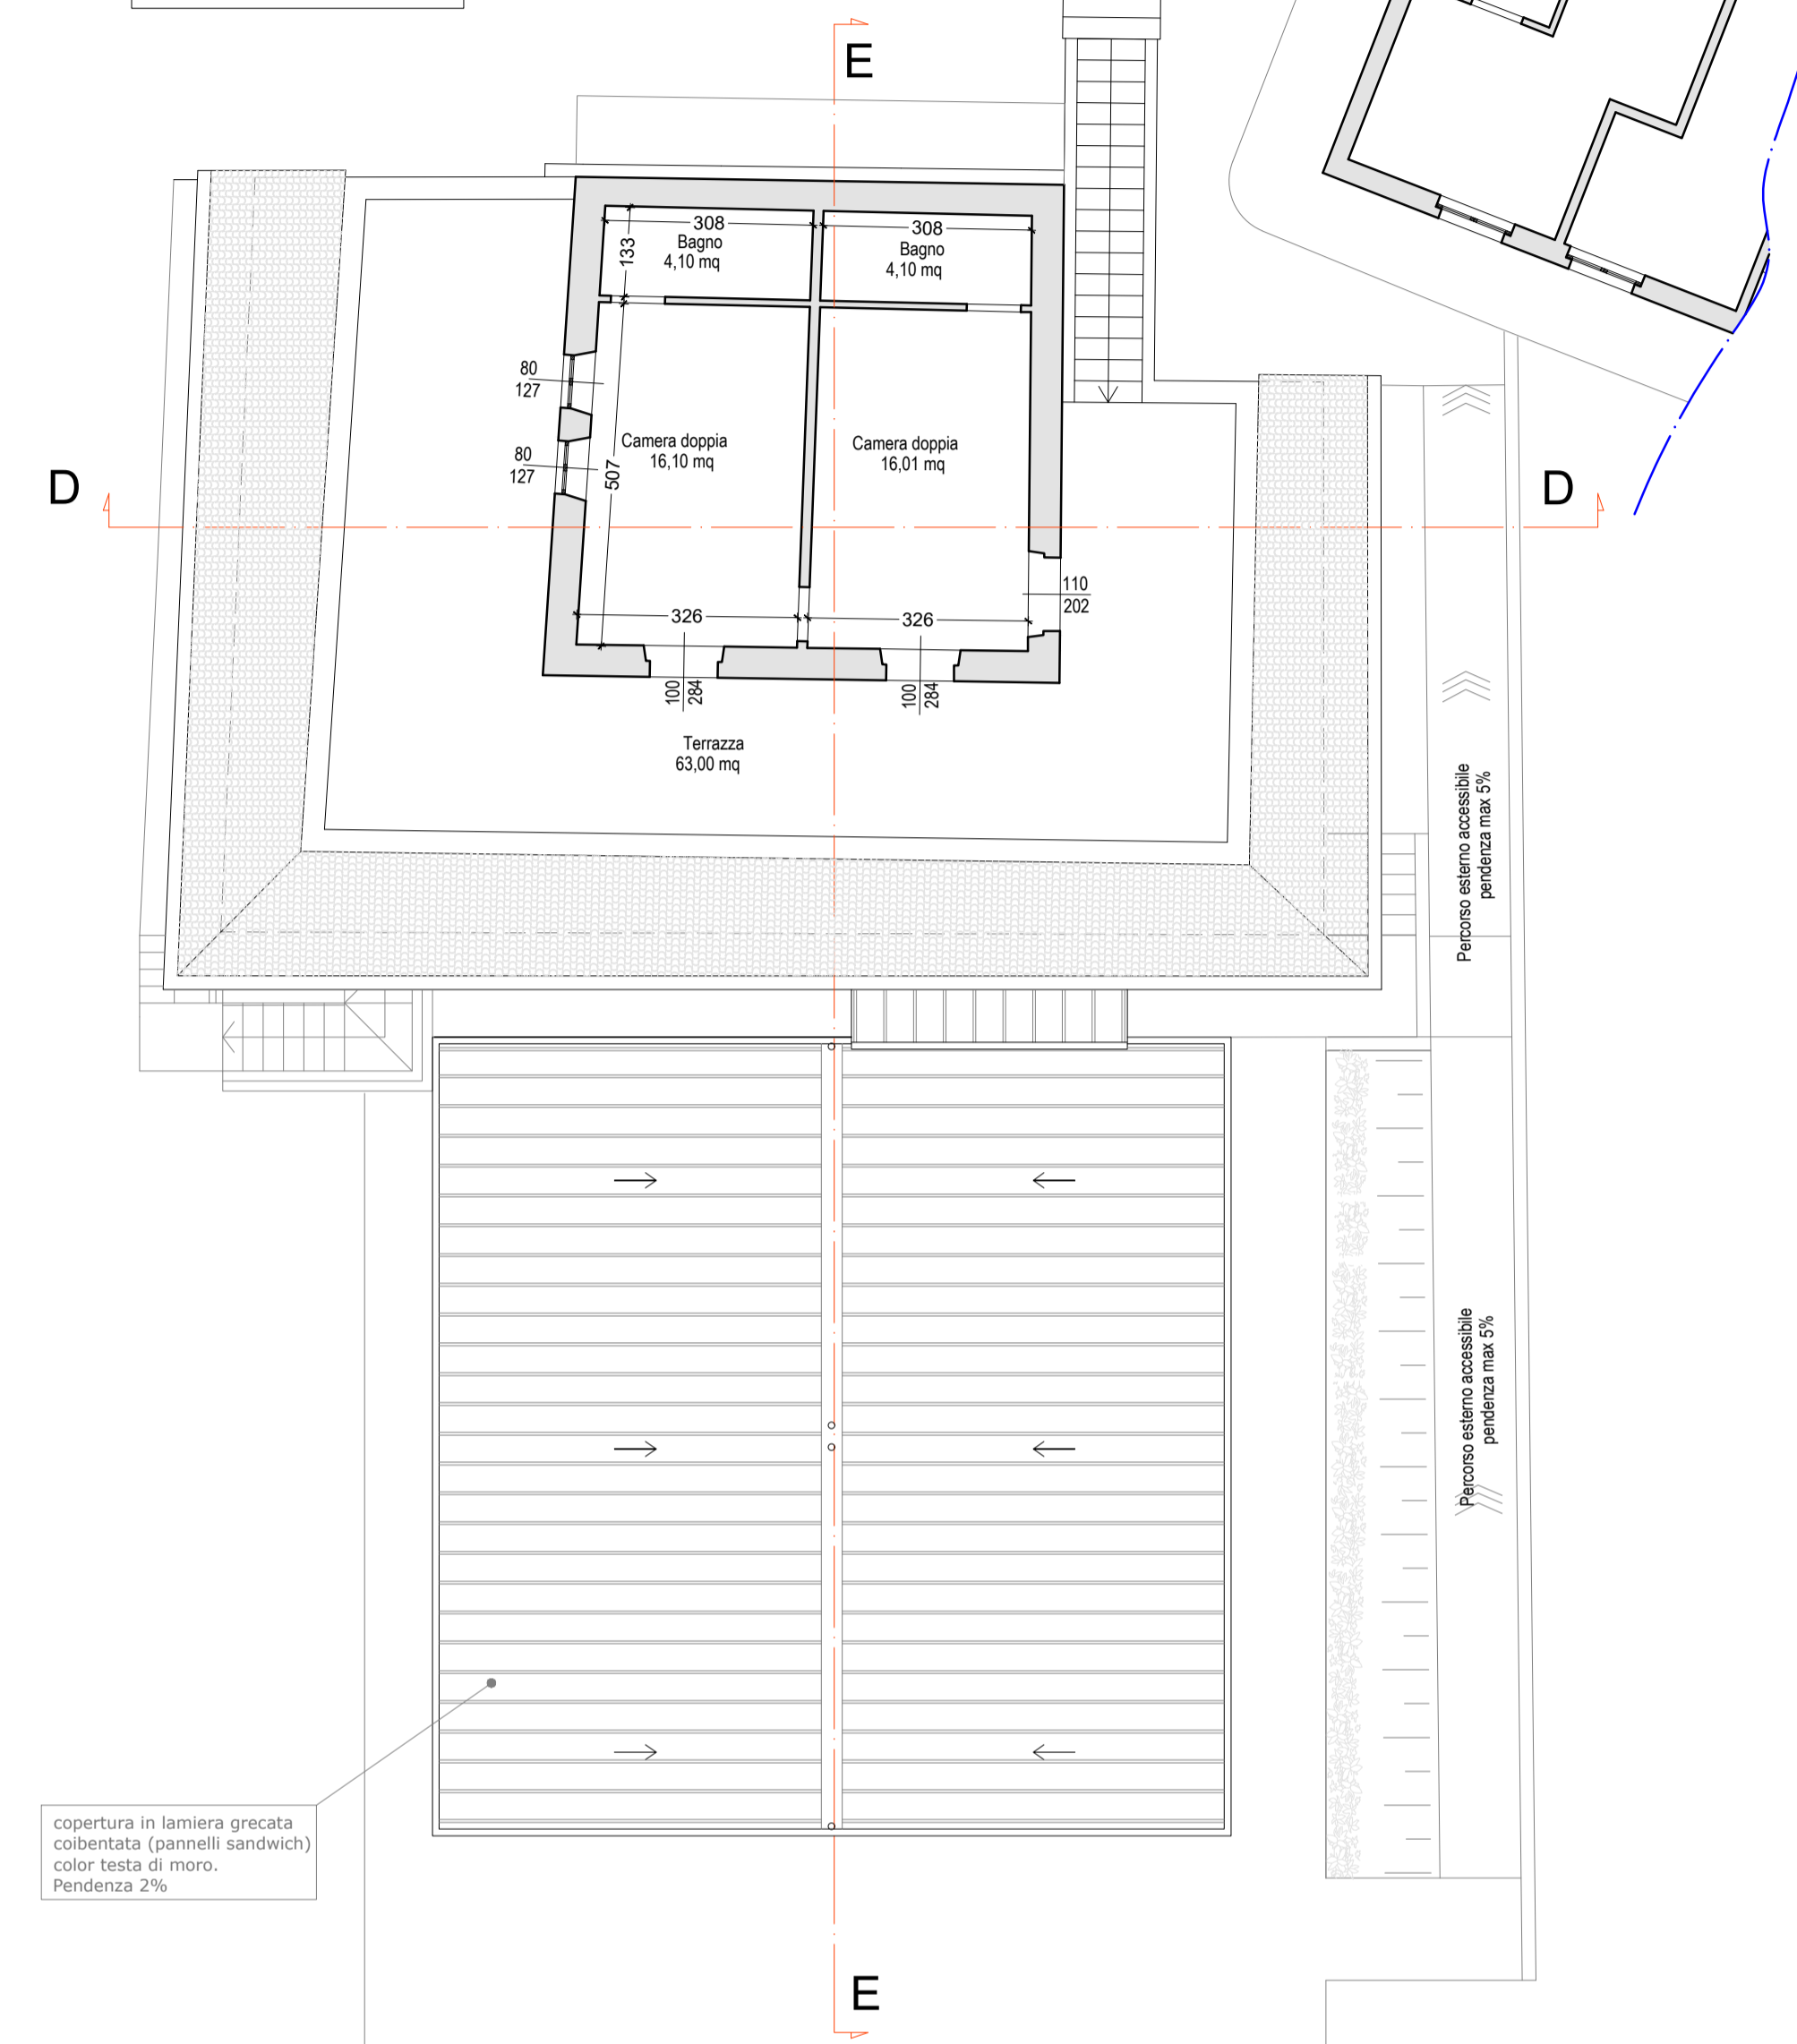 E
308
Bagno
4,10 mq
133
308
Bagno
4,10 mq
80
127
80
127
Camera doppia
16,10 mq
507
Camera doppia
16,01 mq
D
D
326
326
110
202
100
284
100
284
Terrazza
63,00 mq
Percorso esterno accessibile
pendenza max 5%
Percorso esterno accessibile
pendenza max 5%
copertura in lamiera grecata
coibentata (pannelli sandwich)
color testa di moro.
Pendenza 2%
E